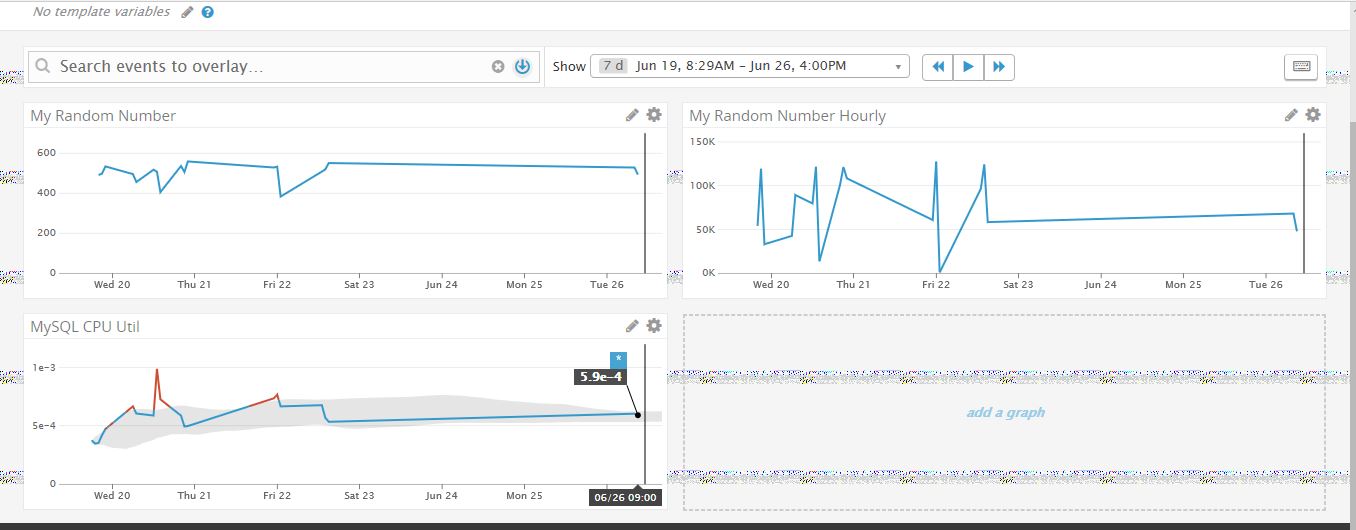 No template variables ?
Search events to overlay...
Show 7 d Jun 19, 8:29AM - Jun 26, 4:00PM
My Random Number
600
400
200
0
Wed 20 Thu 21 Fri 22 Sat 23 Jun 24 Mon 25 Tue 26
My Random Number Hourly
150K
100K
50K
0K
Wed 20 Thu 21 Fri 22 Sat 23 Jun 24 Mon 25 Tue 26
MySQL CPU Util
*
1e-3
5.9e-4
5e-4
0
Wed 20 Thu 21 Fri 22 Sat 23 Jun 24 Mon 25
06/26 09:00
add a graph